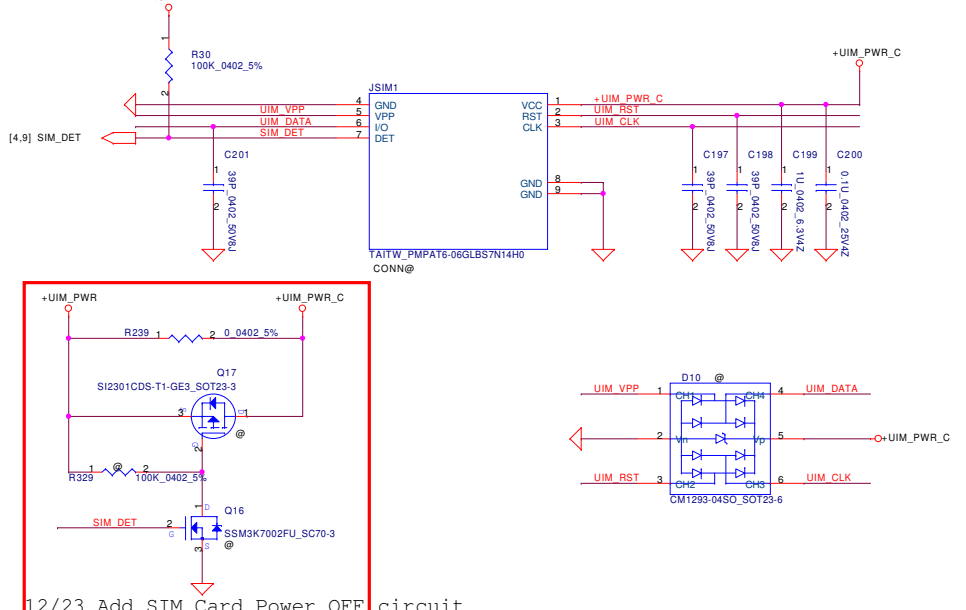 1
R30
100K_0402_5%
2
+UIM_PWR_C
JSIM1
4 GND
UIM_VPP 5 VPP
UIM_DATA 6 I/O
[4,9] SIM_DET
SIM_DET 7 DET
VCC 1 +UIM_PWR_C
RST 2 UIM_RST
CLK 3 UIM_CLK
GND 8
GND 9
C201
1
2
39P_0402_50V8J
C197
1
2
39P_0402_50V8J
C198
1
2
39P_0402_50V8J
C199
1
2
1U_0402_6.3V4Z
C200
1
2
0.1U_0402_25V4Z
TAITW_PMPAT6-06GLBS7N14H0
CONN@
+UIM_PWR
+UIM_PWR_C
R239 1 2 0_0402_5%
Q17
SI2301CDS-T1-GE3_SOT23-3
3 S D 1
@
G
2
R329 1 @ 2 100K_0402_5%
1 D
Q16
SIM_DET 2 G
SSM3K7002FU_SC70-3
@
3 S
12/23 Add SIM Card Power OFF circuit
D10 @
UIM_VPP 1 CH1 CH4 4 UIM_DATA
2 Vn Vp 5 +UIM_PWR_C
UIM_RST 3 CH2 CH3 6 UIM_CLK
CM1293-04SO_SOT23-6